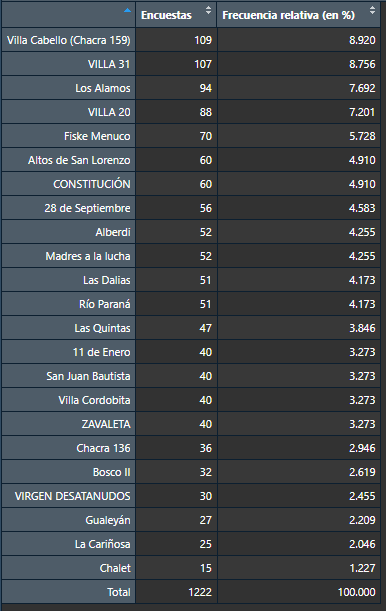 Encuestas Frecuencia relativa (en %)
Villa Cabello (Chacra 159) 109 8.920
VILLA 31 107 8.756
Los Alamos 94 7.692
VILLA 20 88 7.201
Fiske Menuco 70 5.728
Altos de San Lorenzo 60 4.910
CONSTITUCIÓN 60 4.910
28 de Septiembre 56 4.583
Alberdi 52 4.255
Madres a la lucha 52 4.255
Las Dalias 51 4.173
Río Paraná 51 4.173
Las Quintas 47 3.846
11 de Enero 40 3.273
San Juan Bautista 40 3.273
Villa Cordobita 40 3.273
ZAVALETA 40 3.273
Chacra 136 36 2.946
Bosco II 32 2.619
VIRGEN DESATANUDOS 30 2.455
Gualeyán 27 2.209
La Cariñosa 25 2.046
Chalet 15 1.227
Total 1222 100.000